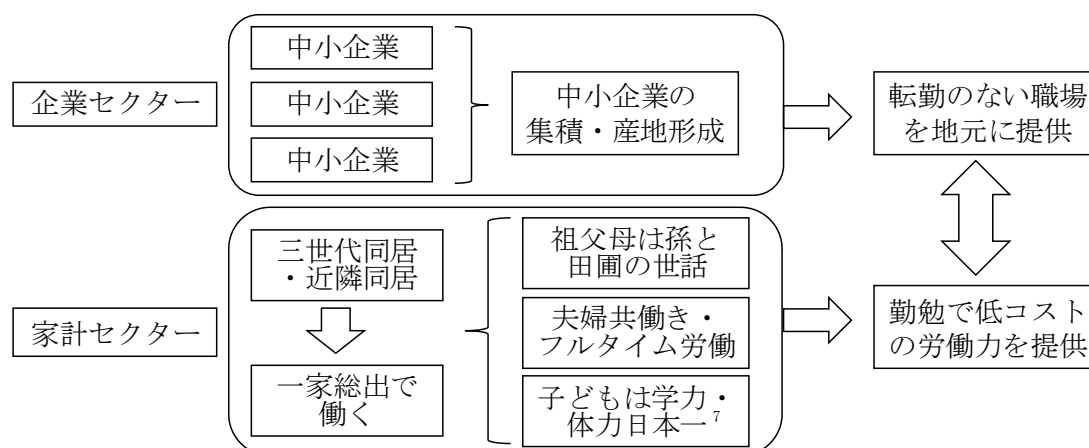 企業セクター
中小企業
中小企業
中小企業
中小企業の
集積・産地形成
転勤のない職場
を地元に提供
家計セクター
三世代同居
・近隣同居
一家総出で
働く
祖父母は孫と
田圃の世話
夫婦共働き・
フルタイム労働
子どもは学力・
体力日本一7
勤勉で低コスト
の労働力を提供